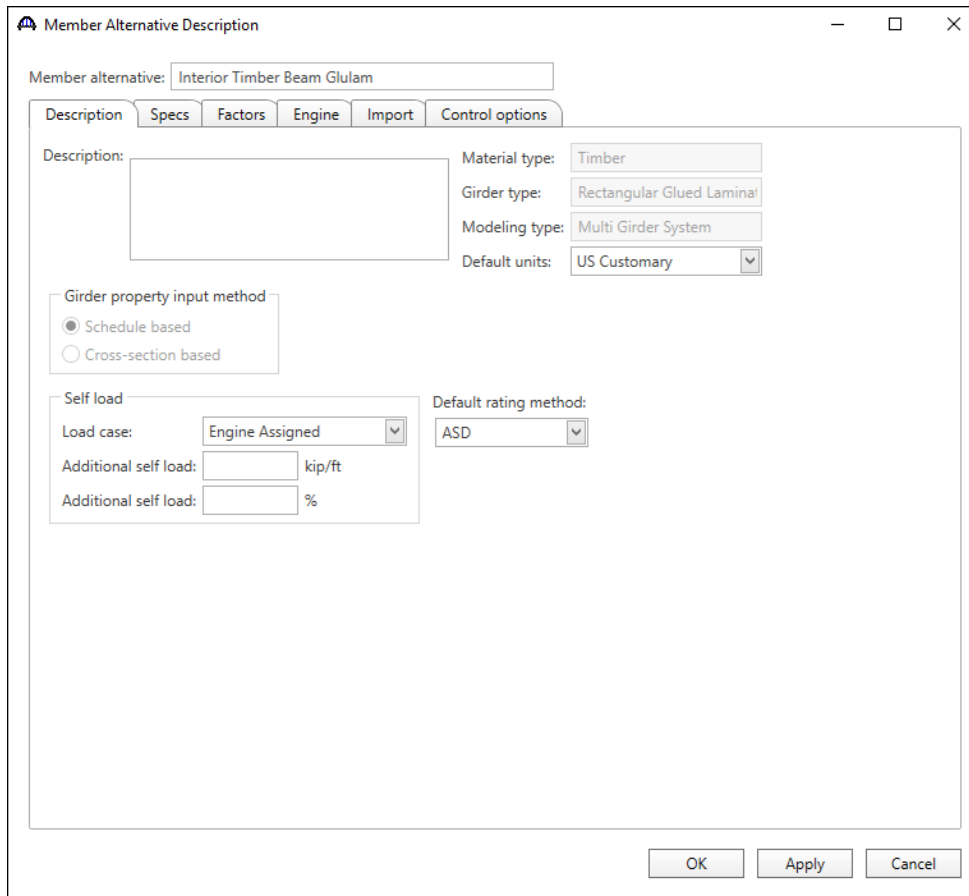 Member Alternative Description
Member alternative: Interior Timber Beam Glulam
Description Specs Factors Engine Import Control options
Description:
Material type: Timber
Girder type: Rectangular Glued Laminat
Modeling type: Multi Girder System
Default units: US Customary
Girder property input method
Schedule based
Cross-section based
Self load
Load case: Engine Assigned
Additional self load: kip/ft
Additional self load: %
Default rating method:
ASD
OK Apply Cancel